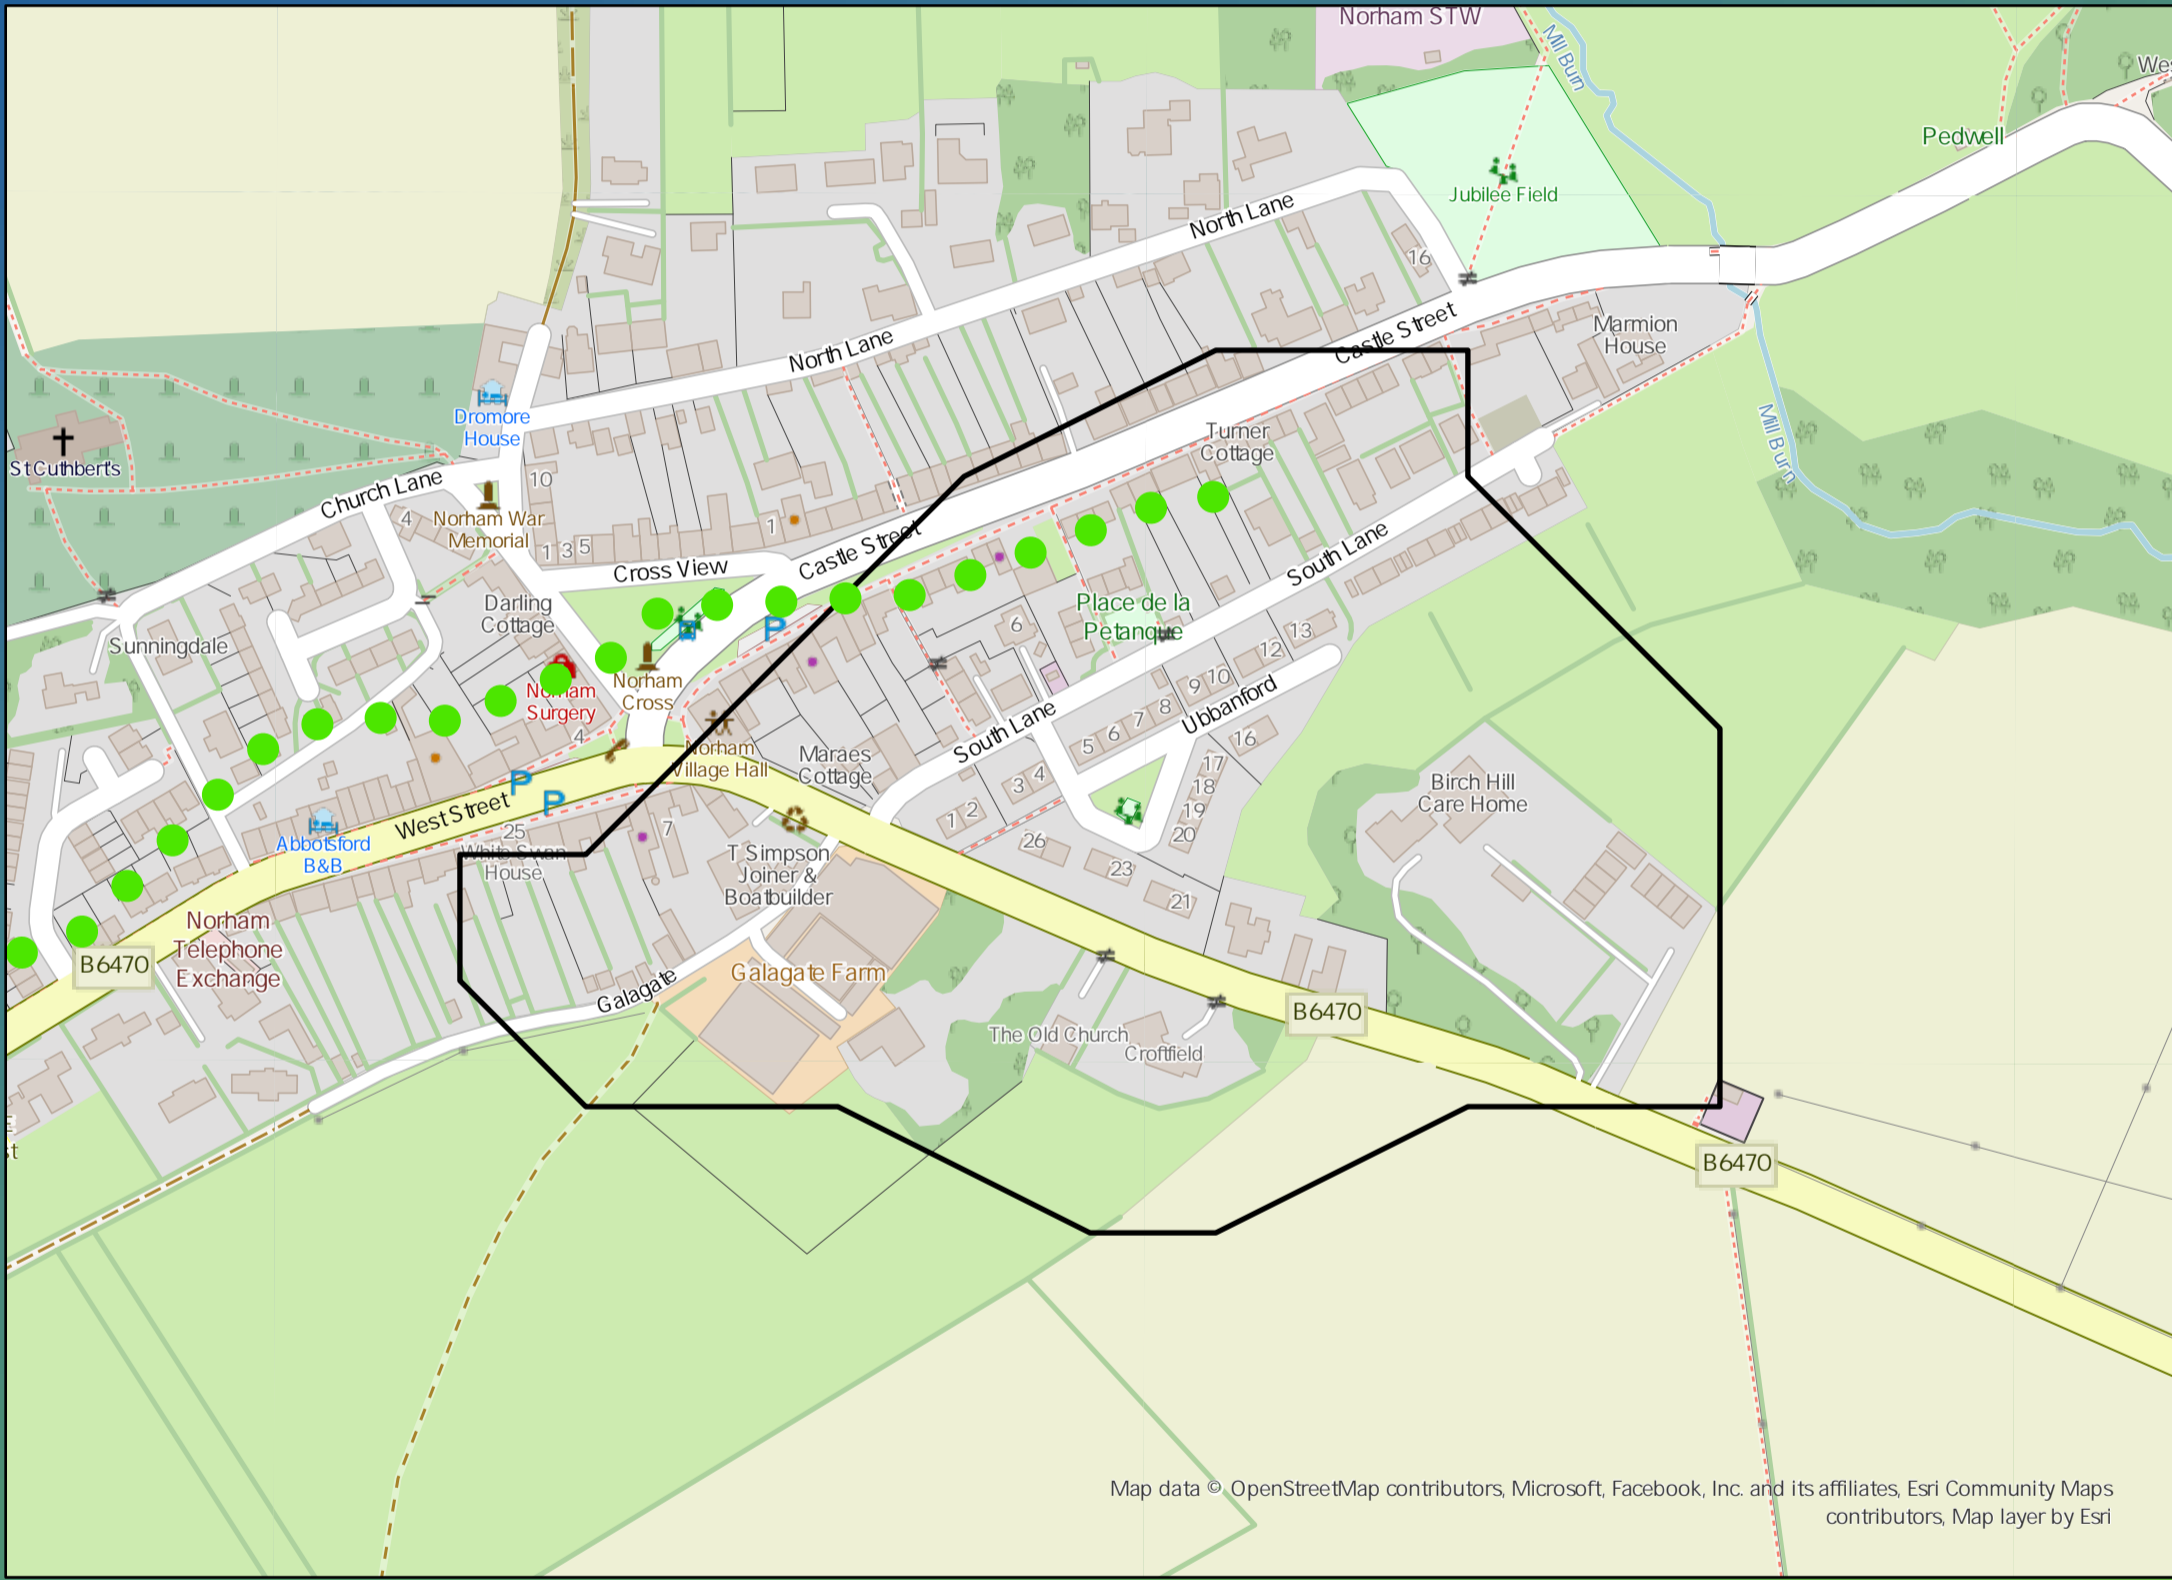 Norham STW
Mill Burn
Wes
Pedwell
Jubilee Field
North Lane
16
Castle Street
Marmion
House
North Lane
Dromore
House
St Cuthbert's
Church Lane
10
4
Norham War
Memorial
1 3 5
1
Turner
Cottage
Mill Burn
Castle Street
Cross View
South Lane
Darling
Cottage
Place de la
Petanque
Sunningdale
6
P
13
12
Norham
Surgery
Norham
Cross
9 10
8
7
6
5
Ubbanford
16
4
South Lane
Norham
Village Hall
Maraes
Cottage
17
18
19
20
3 4
1 2
Birch Hill
Care Home
P
P
West Street
25
7
White Swan
House
Abbotsford
B&B
T Simpson
Joiner &
Boatbuilder
26
23
21
Norham
Telephone
Exchange
B6470
Galagate
Galagate Farm
B6470
The Old Church
Croftfield
st
B6470
Map data © OpenStreetMap contributors, Microsoft, Facebook, Inc. and its affiliates, Esri Community Maps
contributors, Map layer by Esri